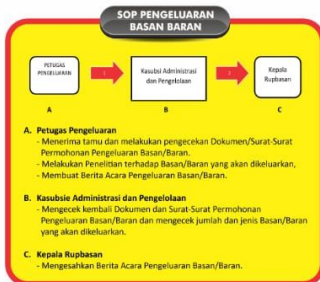 SOP PENGELUARAN
BASAN BARAN
PETUGAS
PENGELUARAN
1
Kasubsi Administrasi
dan Pengelolaan
2
Kepala
Rupbasan
A
B
C
A. Petugas Pengeluaran
- Menerima tamu dan melakukan pengecekan Dokumen/Surat-Surat
Permohonan Pengeluaran Basan/Baran.
- Melakukan Penelitian terhadap Basan/Baran yang akan dikeluarkan,
- Membuat Berita Acara Pengeluaran Basan/Baran.
B. Kasubsie Administrasi dan Pengelolaan
- Mengecek kembali Dokumen dan Surat-Surat Permohonan
Pengeluaran Basan/Baran dan mengecek jumlah dan jenis Basan/Baran
yang akan dikeluarkan.
C. Kepala Rupbasan
- Mengesahkan Berita Acara Pengeluaran Basan/Baran.